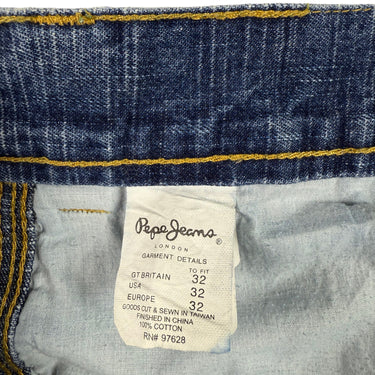 Pepe Jeans®
LONDON
GARMENT DETAILS
TO FIT
GT BRITAIN 32
USA 32
EUROPE 32
GOODS CUT & SEWN IN TAIWAN
FINISHED IN CHINA
100% COTTON
RN# 97628